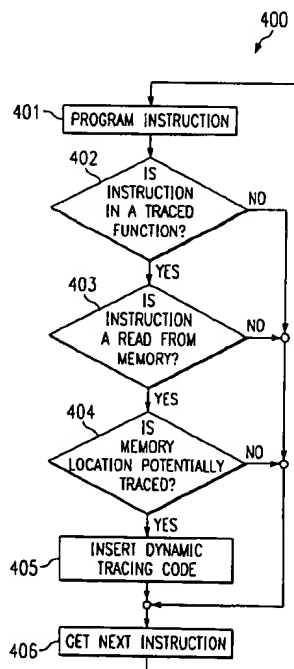 400
401
PROGRAM INSTRUCTION
402
IS
INSTRUCTION
IN A TRACED
FUNCTION?
NO
YES
403
IS
INSTRUCTION
A READ FROM
MEMORY?
NO
YES
404
IS
MEMORY
LOCATION POTENTIALLY
TRACED?
NO
YES
405
INSERT DYNAMIC
TRACING CODE
406
GET NEXT INSTRUCTION